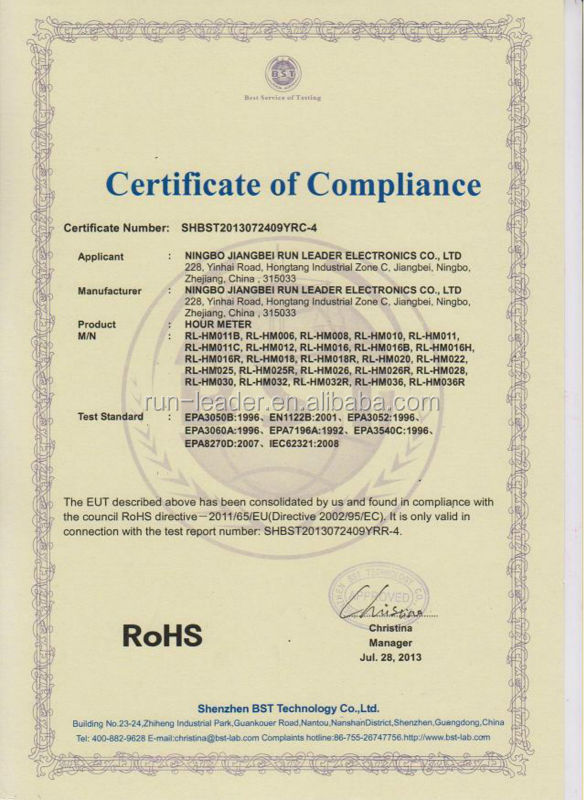 BST
Best Service of Testing
Certificate of Compliance
Certificate Number: SHBST2013072409YRC-4
Applicant : NINGBO JIANGBEI RUN LEADER ELECTRONICS CO., LTD
228, Yinhai Road, Hongtang Industrial Zone C, Jiangbei, Ningbo,
Zhejiang, China , 315033
Manufacturer : NINGBO JIANGBEI RUN LEADER ELECTRONICS CO., LTD
228, Yinhai Road, Hongtang Industrial Zone C, Jiangbei, Ningbo,
Zhejiang, China , 315033
Product : HOUR METER
M/N : RL-HM011B, RL-HM006, RL-HM008, RL-HM010, RL-HM011,
RL-HM011C, RL-HM012, RL-HM016, RL-HM016B, RL-HM016H,
RL-HM016R, RL-HM018, RL-HM018R, RL-HM020, RL-HM022,
RL-HM025, RL-HM025R, RL-HM026, RL-HM026R, RL-HM028,
RL-HM030, RL-HM032, RL-HM032R, RL-HM036, RL-HM036R
run-leader.en.alibaba.com
Test Standard : EPA3050B:1996、EN1122B:2001、EPA3052:1996、
EPA3060A:1996、EPA7196A:1992、EPA3540C:1996、
EPA8270D:2007、IEC62321:2008
The EUT described above has been consolidated by us and found in compliance with
the council RoHS directive－2011/65/EU(Directive 2002/95/EC). It is only valid in
connection with the test report number: SHBST2013072409YRR-4.
APPROVED
Christina
RoHS
Christina
Manager
Jul. 28, 2013
Shenzhen BST Technology Co.,Ltd.
Building No.23-24,Zhiheng Industrial Park,Guankouer Road,Nantou,NanshanDistrict,Shenzhen,Guengdong,China
Tel: 400-882-9628 E-mail:christina@bst-lab.com Complaints hotline:86-755-26747756.http://www.bst-lab.com